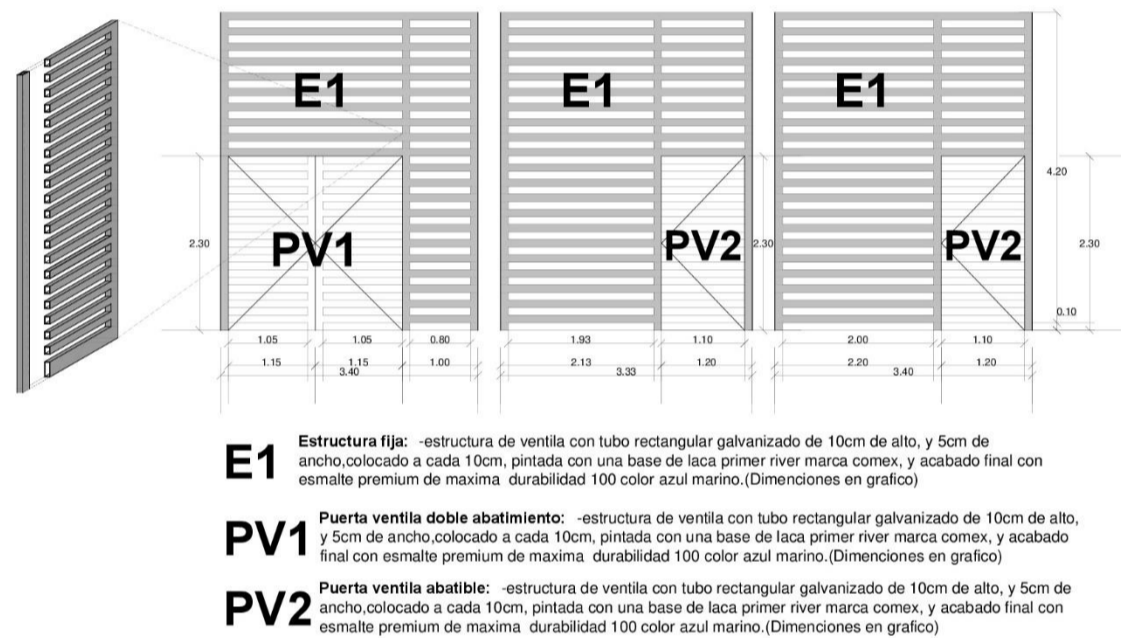 E1
E1
E1
4.20
2.30
PV1
PV2
2.30
PV2
2.30
0.10
1.05
1.05
0.80
1.93
1.10
2.00
1.10
1.15
1.15
1.00
2.13
1.20
2.20
1.20
3.40
3.33
3.40
E1
Estructura fija: -estructura de ventila con tubo rectangular galvanizado de 10cm de alto, y 5cm de
ancho,colocado a cada 10cm, pintada con una base de laca primer river marca comex, y acabado final con
esmalte premium de maxima durabilidad 100 color azul marino.(Dimenciones en grafico)
PV1
Puerta ventila doble abatimiento: -estructura de ventila con tubo rectangular galvanizado de 10cm de alto,
y 5cm de ancho,colocado a cada 10cm, pintada con una base de laca primer river marca comex, y acabado
final con esmalte premium de maxima durabilidad 100 color azul marino.(Dimenciones en grafico)
PV2
Puerta ventila abatible: -estructura de ventila con tubo rectangular galvanizado de 10cm de alto, y 5cm de
ancho,colocado a cada 10cm, pintada con una base de laca primer river marca comex, y acabado final con
esmalte premium de maxima durabilidad 100 color azul marino.(Dimenciones en grafico)